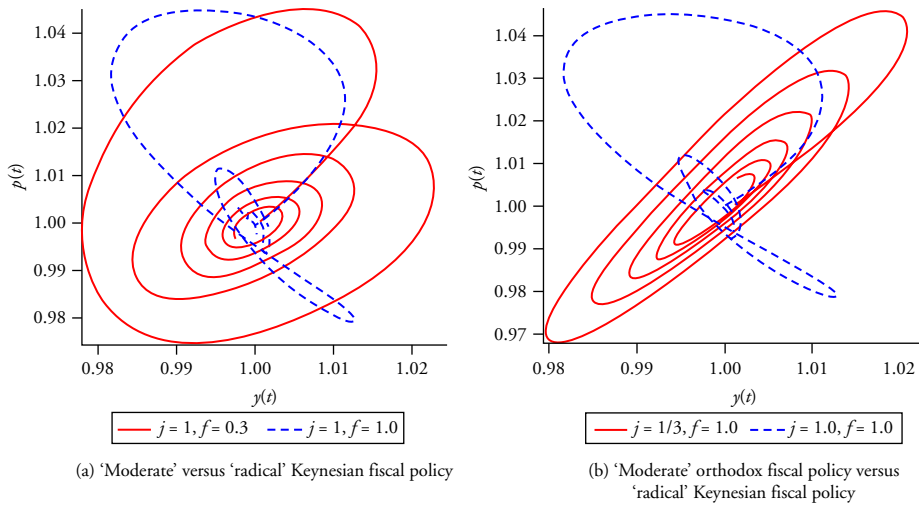 1.04
1.03
1.02
1.01
1.00
0.99
0.98
p(t)
0.98
0.99
1.00
1.01
1.02
y(t)
j = 1, f = 0.3
j = 1, f = 1.0
(a) ‘Moderate’ versus ‘radical’ Keynesian fiscal policy
1.04
1.03
1.02
1.01
1.00
0.99
0.98
0.97
p(t)
0.98
0.99
1.00
1.01
1.02
y(t)
j = 1/3, f = 1.0
j = 1.0, f = 1.0
(b) ‘Moderate’ orthodox fiscal policy versus
‘radical’ Keynesian fiscal policy